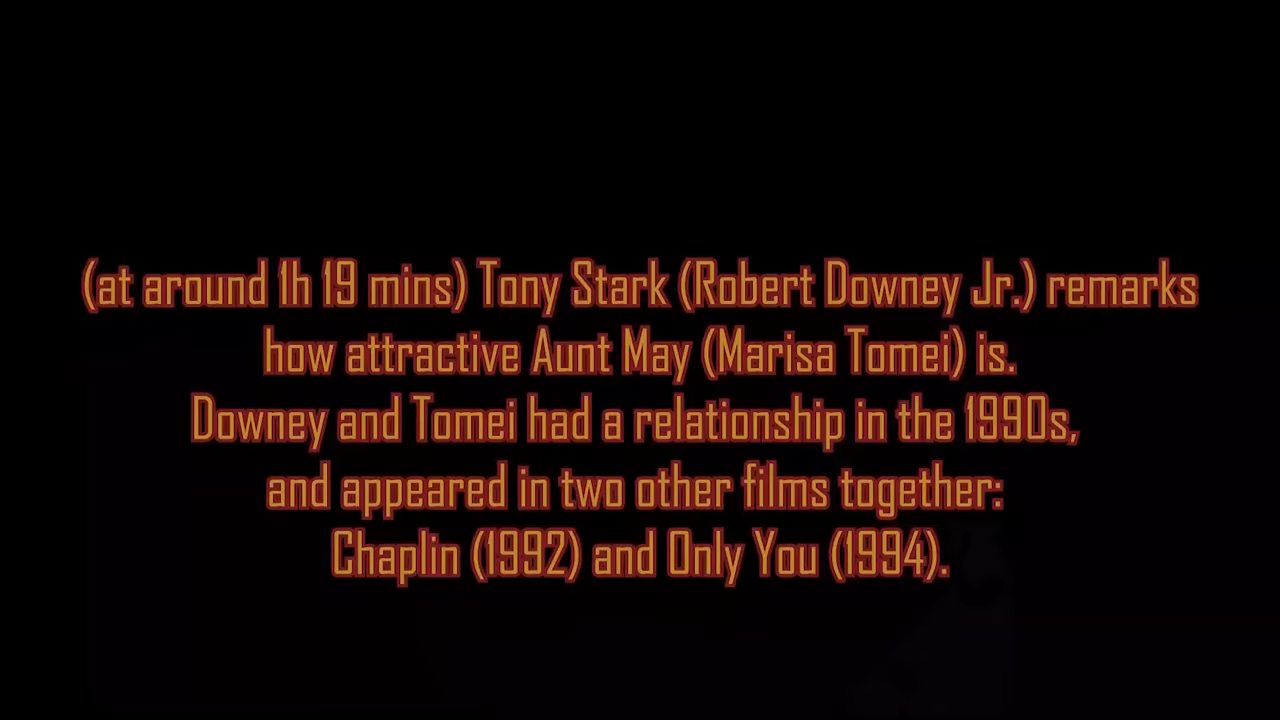 (at around 1h 19 mins) Tony Stark (Robert Downey Jr.) remarks
how attractive Aunt May (Marisa Tomei) is.
Downey and Tomei had a relationship in the 1990s,
and appeared in two other films together:
Chaplin (1992) and Only You (1994).